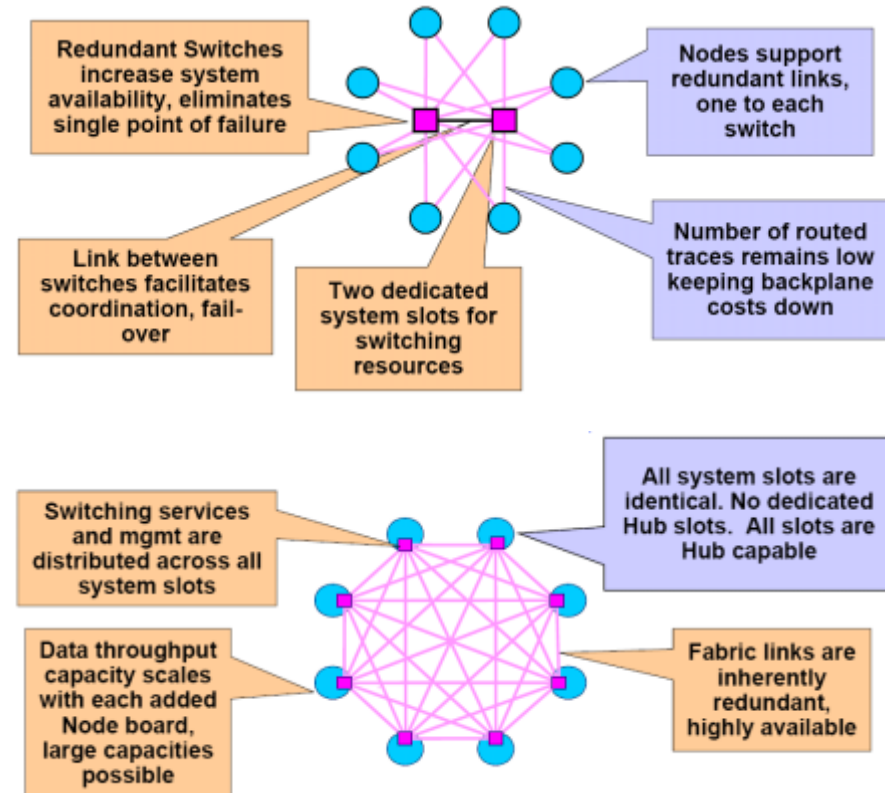 Redundant Switches
increase system
availability, eliminates
single point of failure
Nodes support
redundant links,
one to each
switch
Link between
switches facilitates
coordination, fail-
over
Two dedicated
system slots for
switching
resources
Number of routed
traces remains low
keeping backplane
costs down
Switching services
and mgmt are
distributed across all
system slots
All system slots are
identical. No dedicated
Hub slots. All slots are
Hub capable
Data throughput
capacity scales
with each added
Node board,
large capacities
possible
Fabric links are
inherently
redundant,
highly available